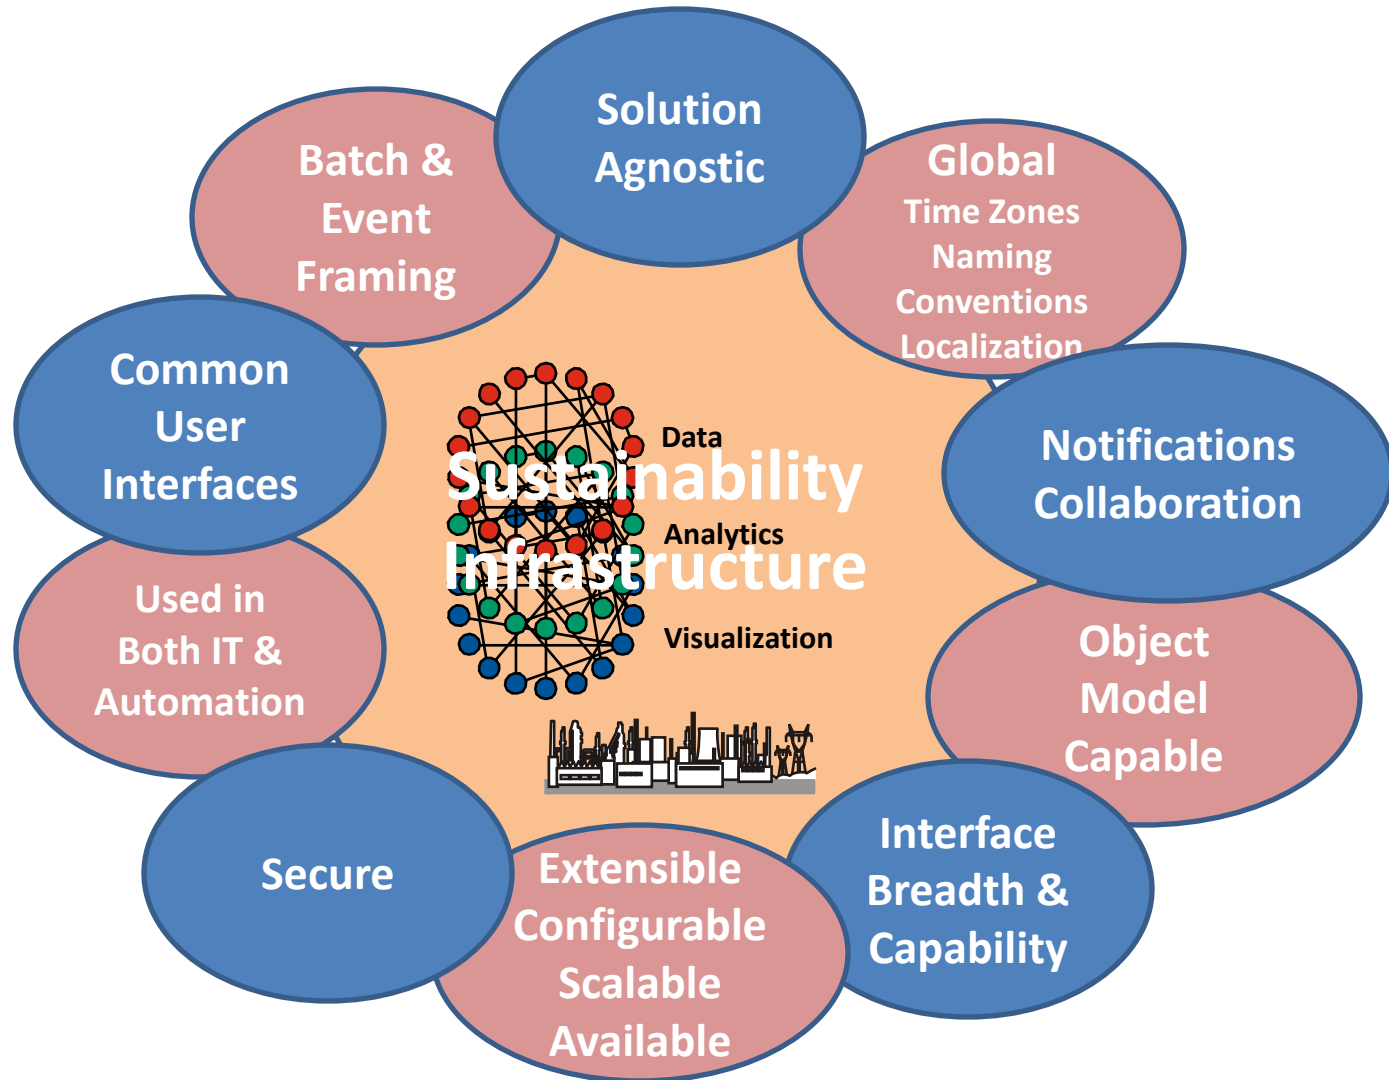 Solution
Agnostic
Global
Time Zones
Naming
Conventions
Localization
Notifications
Collaboration
Object
Model
Capable
Interface
Breadth &
Capability
Extensible
Configurable
Scalable
Available
Secure
Used in
Both IT &
Automation
Common
User
Interfaces
Batch &
Event
Framing
Sustainability
Infrastructure
Data
Analytics
Visualization